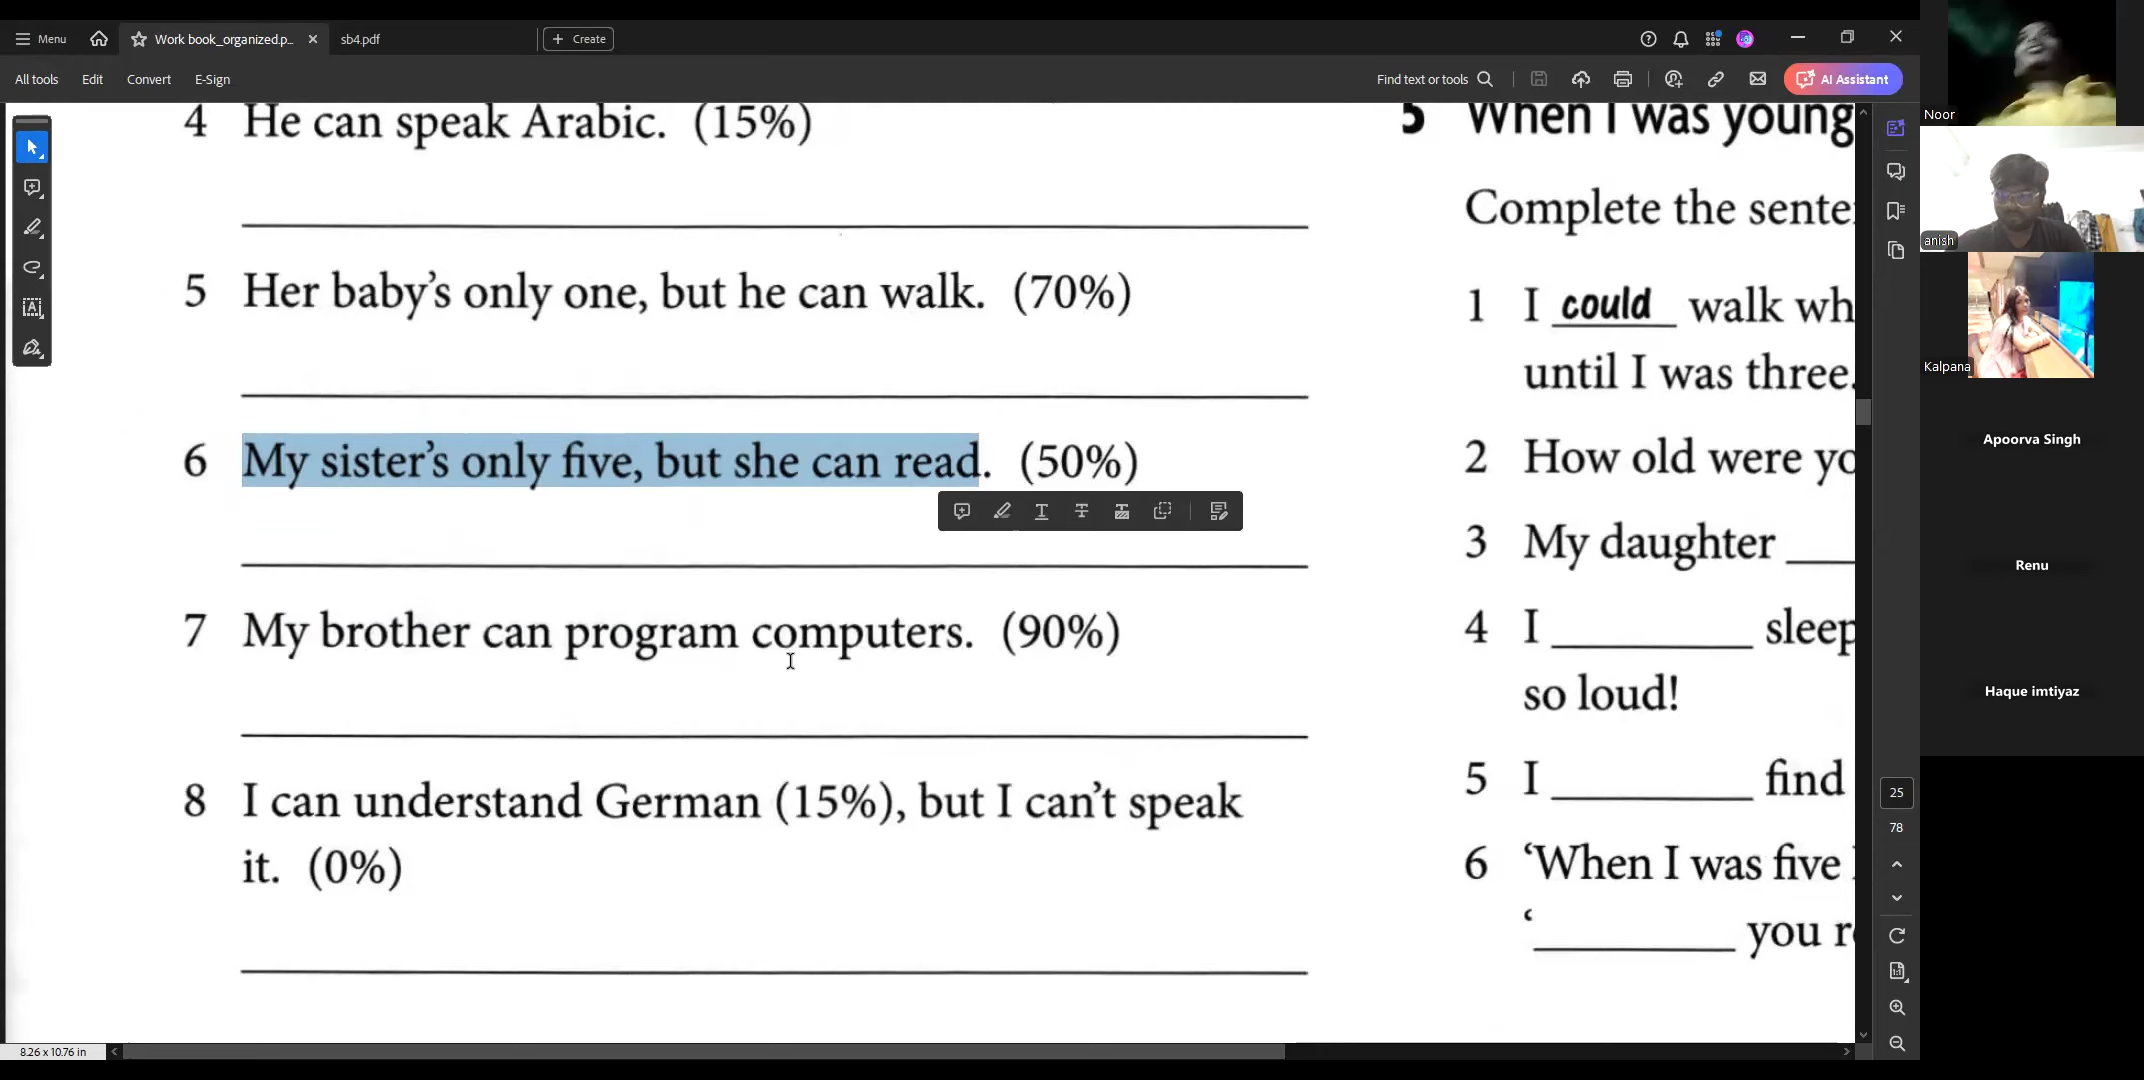 Menu
Work book_organized.p...
sb4.pdf
Create
All tools
Edit
Convert
E-Sign
Find text or tools
AI Assistant
4 He can speak Arabic. (15%)
5 Her baby’s only one, but he can walk. (70%)
6 My sister’s only five, but she can read. (50%)
7 My brother can program computers. (90%)
8 I can understand German (15%), but I can’t speak
it. (0%)
5 When I was young
Complete the sente
1 I could walk wh
until I was three.
2 How old were yo
3 My daughter
4 I sleep
so loud!
5 I find
6 ‘When I was five
‘ you r
25
78
8.26 x 10.76 in
Noor
anish
Kalpana
Apoorva Singh
Renu
Haque imtiyaz